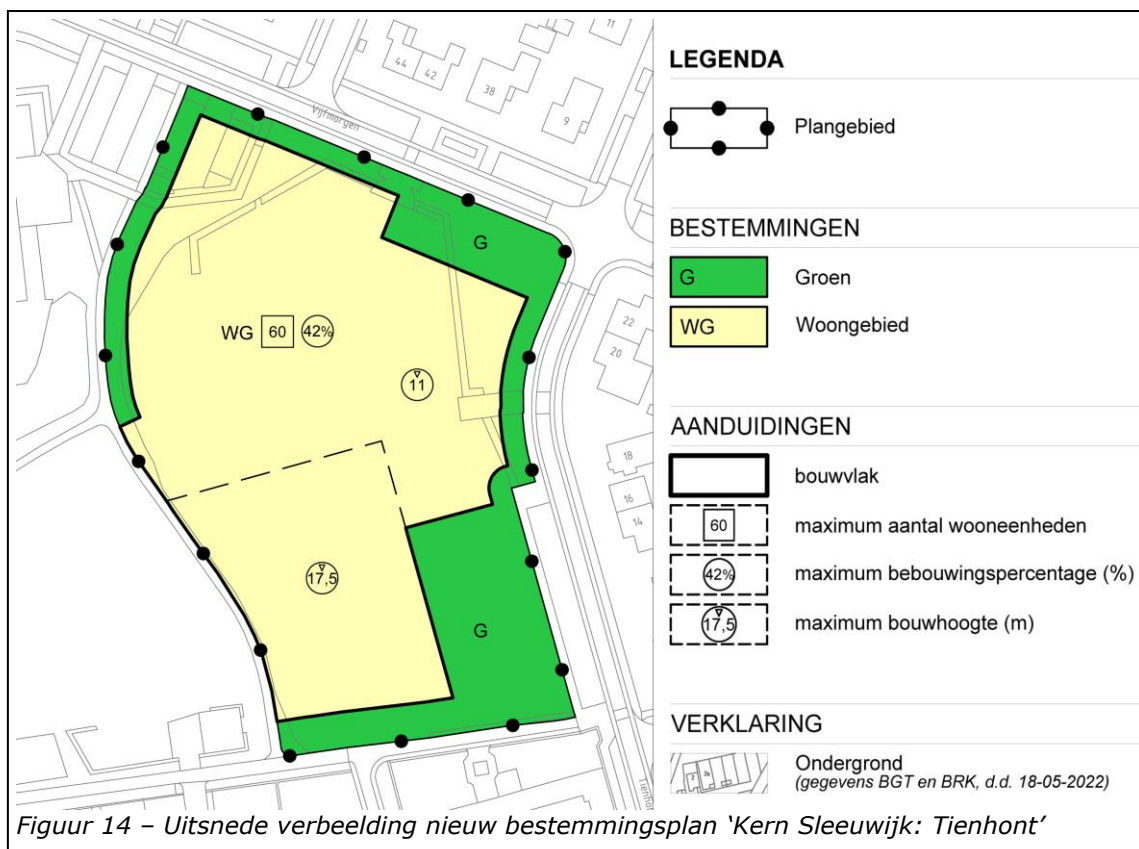 Vijfmorgen
11
44
42
38
9
G
22
20
WG 60 42%
11
18
16
14
17,5
G
LEGENDA
Plangebied
BESTEMMINGEN
G Groen
WG Woongebied
AANDUIDINGEN
bouwvlak
60 maximum aantal wooneenheden
42% maximum bebouwingspercentage (%)
17,5 maximum bouwhoogte (m)
VERKLARING
Ondergrond
(gegevens BGT en BRK, d.d. 18-05-2022)
Figuur 14 – Uitsnede verbeelding nieuw bestemmingsplan ‘Kern Sleeuwijk: Tienhont’